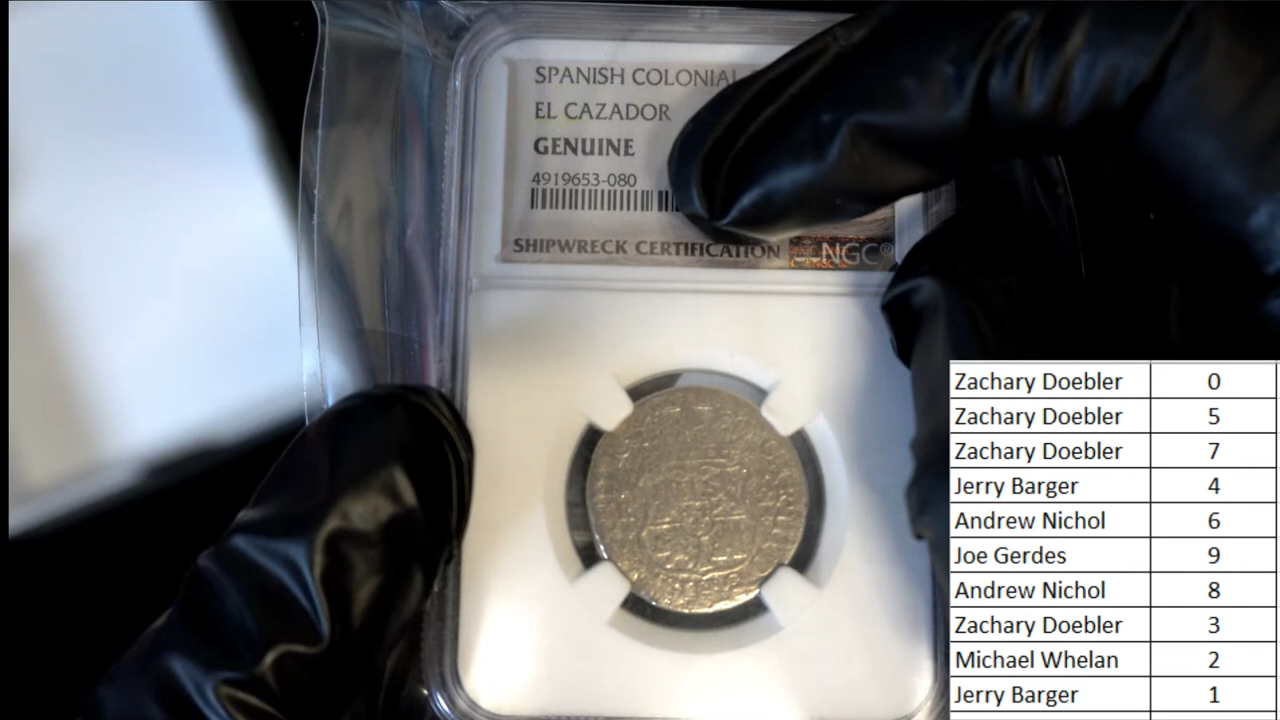 SPANISH COLONIAL
EL CAZADOR
GENUINE
4919653-080
SHIPWRECK CERTIFICATION NGC®
Zachary Doebler 0
Zachary Doebler 5
Zachary Doebler 7
Jerry Barger 4
Andrew Nichol 6
Joe Gerdes 9
Andrew Nichol 8
Zachary Doebler 3
Michael Whelan 2
Jerry Barger 1